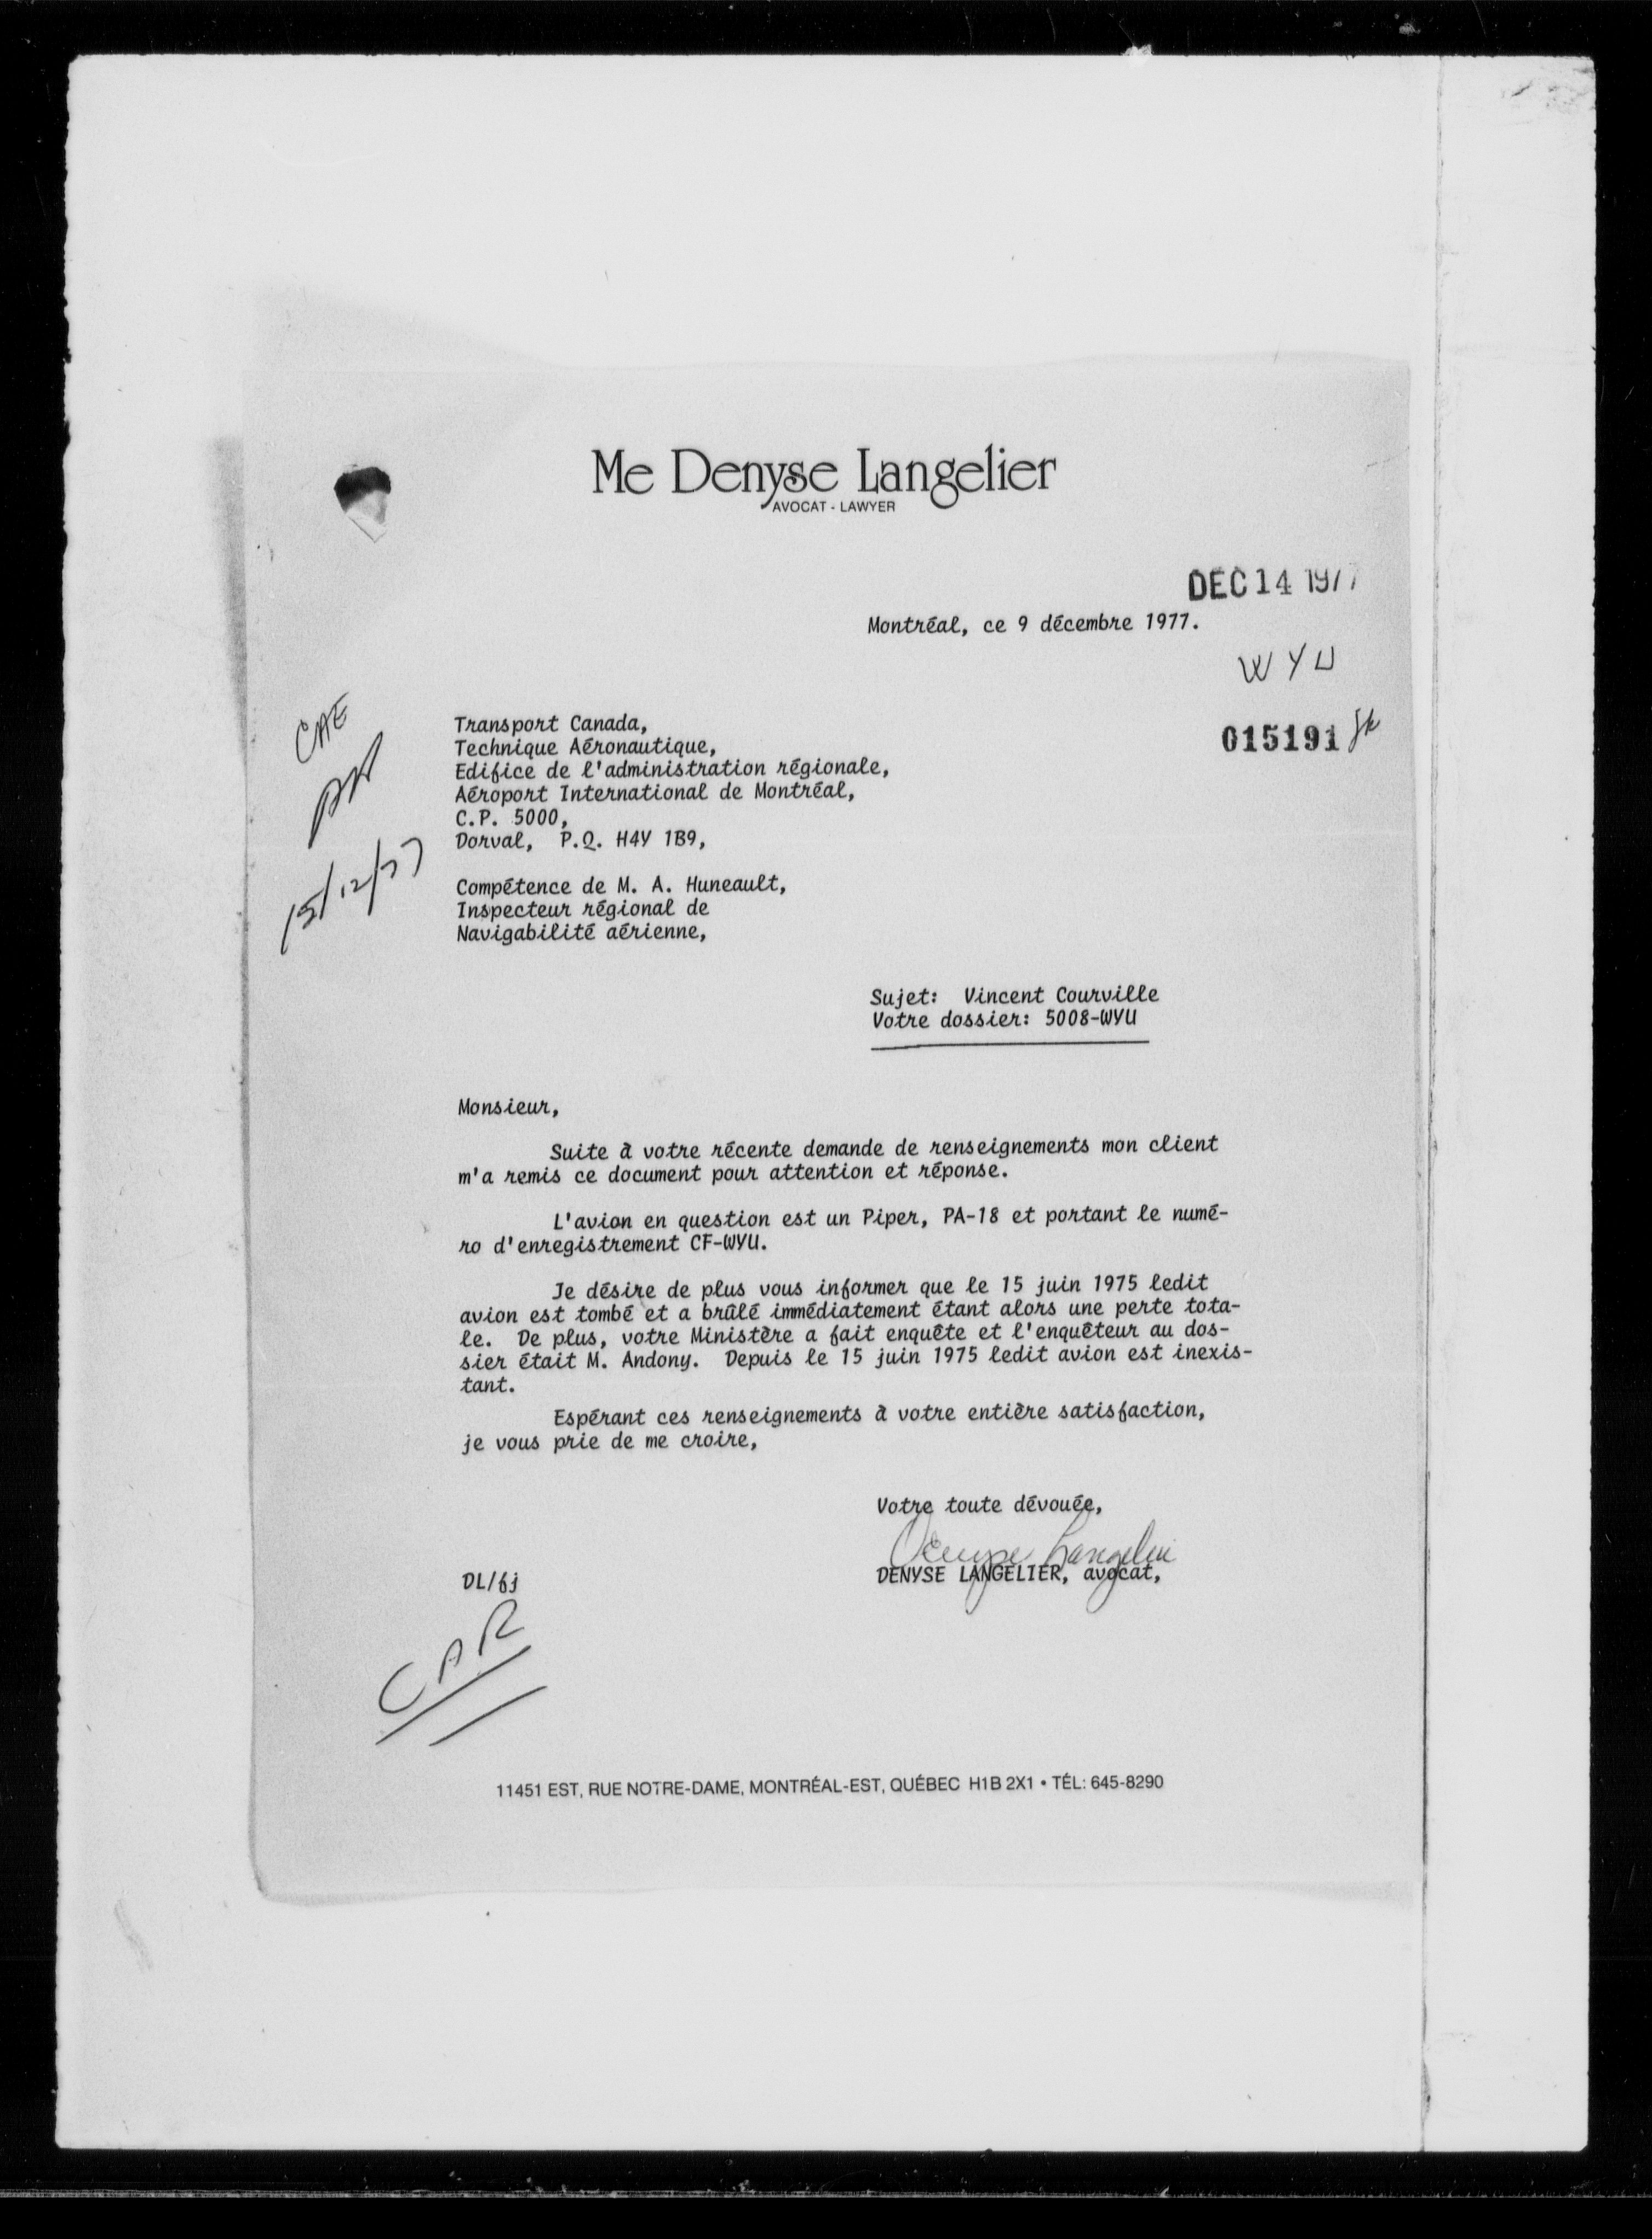 Me Denyse Langelier
AVOCAT - LAWYER
DEC 14 1977
Montréal, ce 9 décembre 1977.
WYU
015191
CAE
15/12/77
Transport Canada,
Technique Aéronautique,
Edifice de l'administration régionale,
Aéroport International de Montréal,
C.P. 5000,
Dorval, P.Q. H4Y 1B9,
Compétence de M. A. Huneault,
Inspecteur régional de
Navigabilité aérienne,
Sujet: Vincent Courville
Votre dossier: 5008-WYU
Monsieur,
Suite à votre récente demande de renseignements mon client
m'a remis ce document pour attention et réponse.
L'avion en question est un Piper, PA-18 et portant le numé-
ro d'enregistrement CF-WYU.
Je désire de plus vous informer que le 15 juin 1975 ledit
avion est tombé et a brûlé immédiatement étant alors une perte tota-
le. De plus, votre Ministère a fait enquête et l'enquêteur au dos-
sier était M. Andony. Depuis le 15 juin 1975 ledit avion est inexis-
tant.
Espérant ces renseignements à votre entière satisfaction,
je vous prie de me croire,
Votre toute dévouée,
Denyse Langelier
DENYSE LANGELIER, avocat,
DL/fj
CAR
11451 EST, RUE NOTRE-DAME, MONTRÉAL-EST, QUÉBEC H1B 2X1 • TÉL: 645-8290